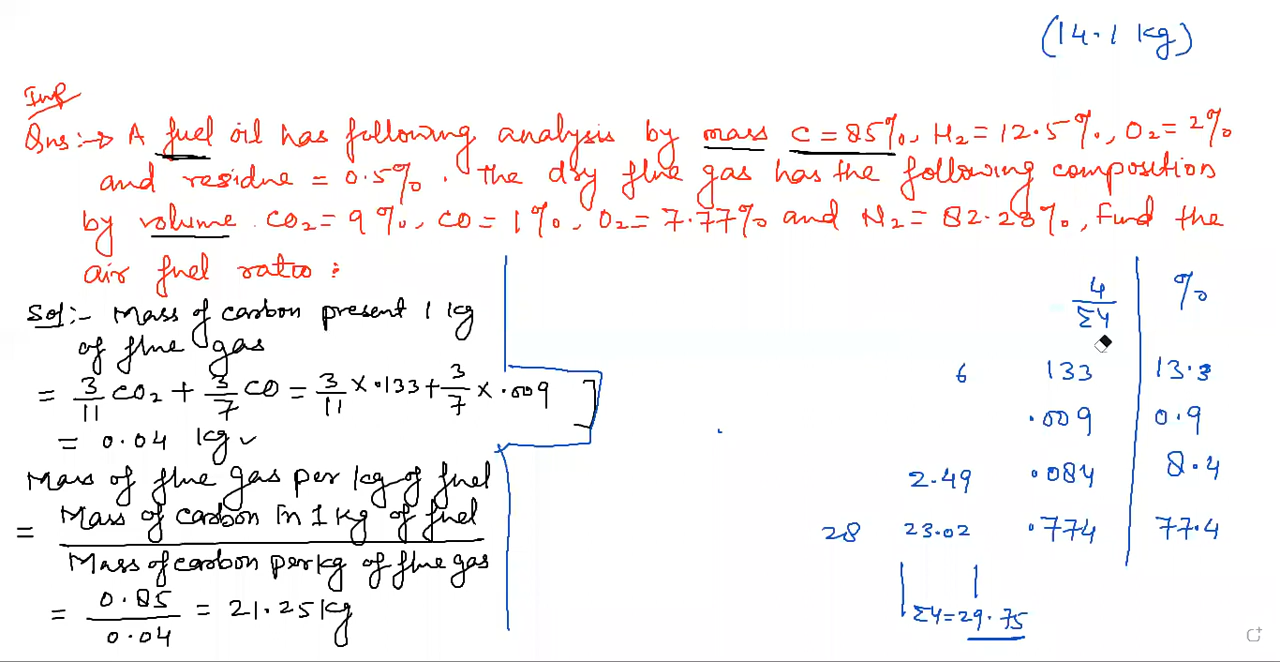 (14.1 kg)
Imp
Qns:→ A fuel oil has following analysis by mass C = 85%, H2 = 12.5%, O2 = 2%
and residue = 0.5%. The dry flue gas has the following composition
by volume CO2 = 9%, CO = 1%, O2 = 7.77% and N2 = 82.23%, Find the
air fuel ratio :
Sol:- Mass of carbon present 1 kg
of flue gas
= 3/11 CO2 + 3/7 CO = 3/11 × .133 + 3/7 × .009
= 0.04 kg
Mass of flue gas per kg of fuel
= Mass of carbon in 1 kg of fuel
Mass of carbon per kg of flue gas
= 0.85/0.04 = 21.25 kg
4/Σ4 %
6 133 13.3
.009 0.9
2.49 .084 8.4
28 23.02 .774 77.4
Σ4 = 29.75